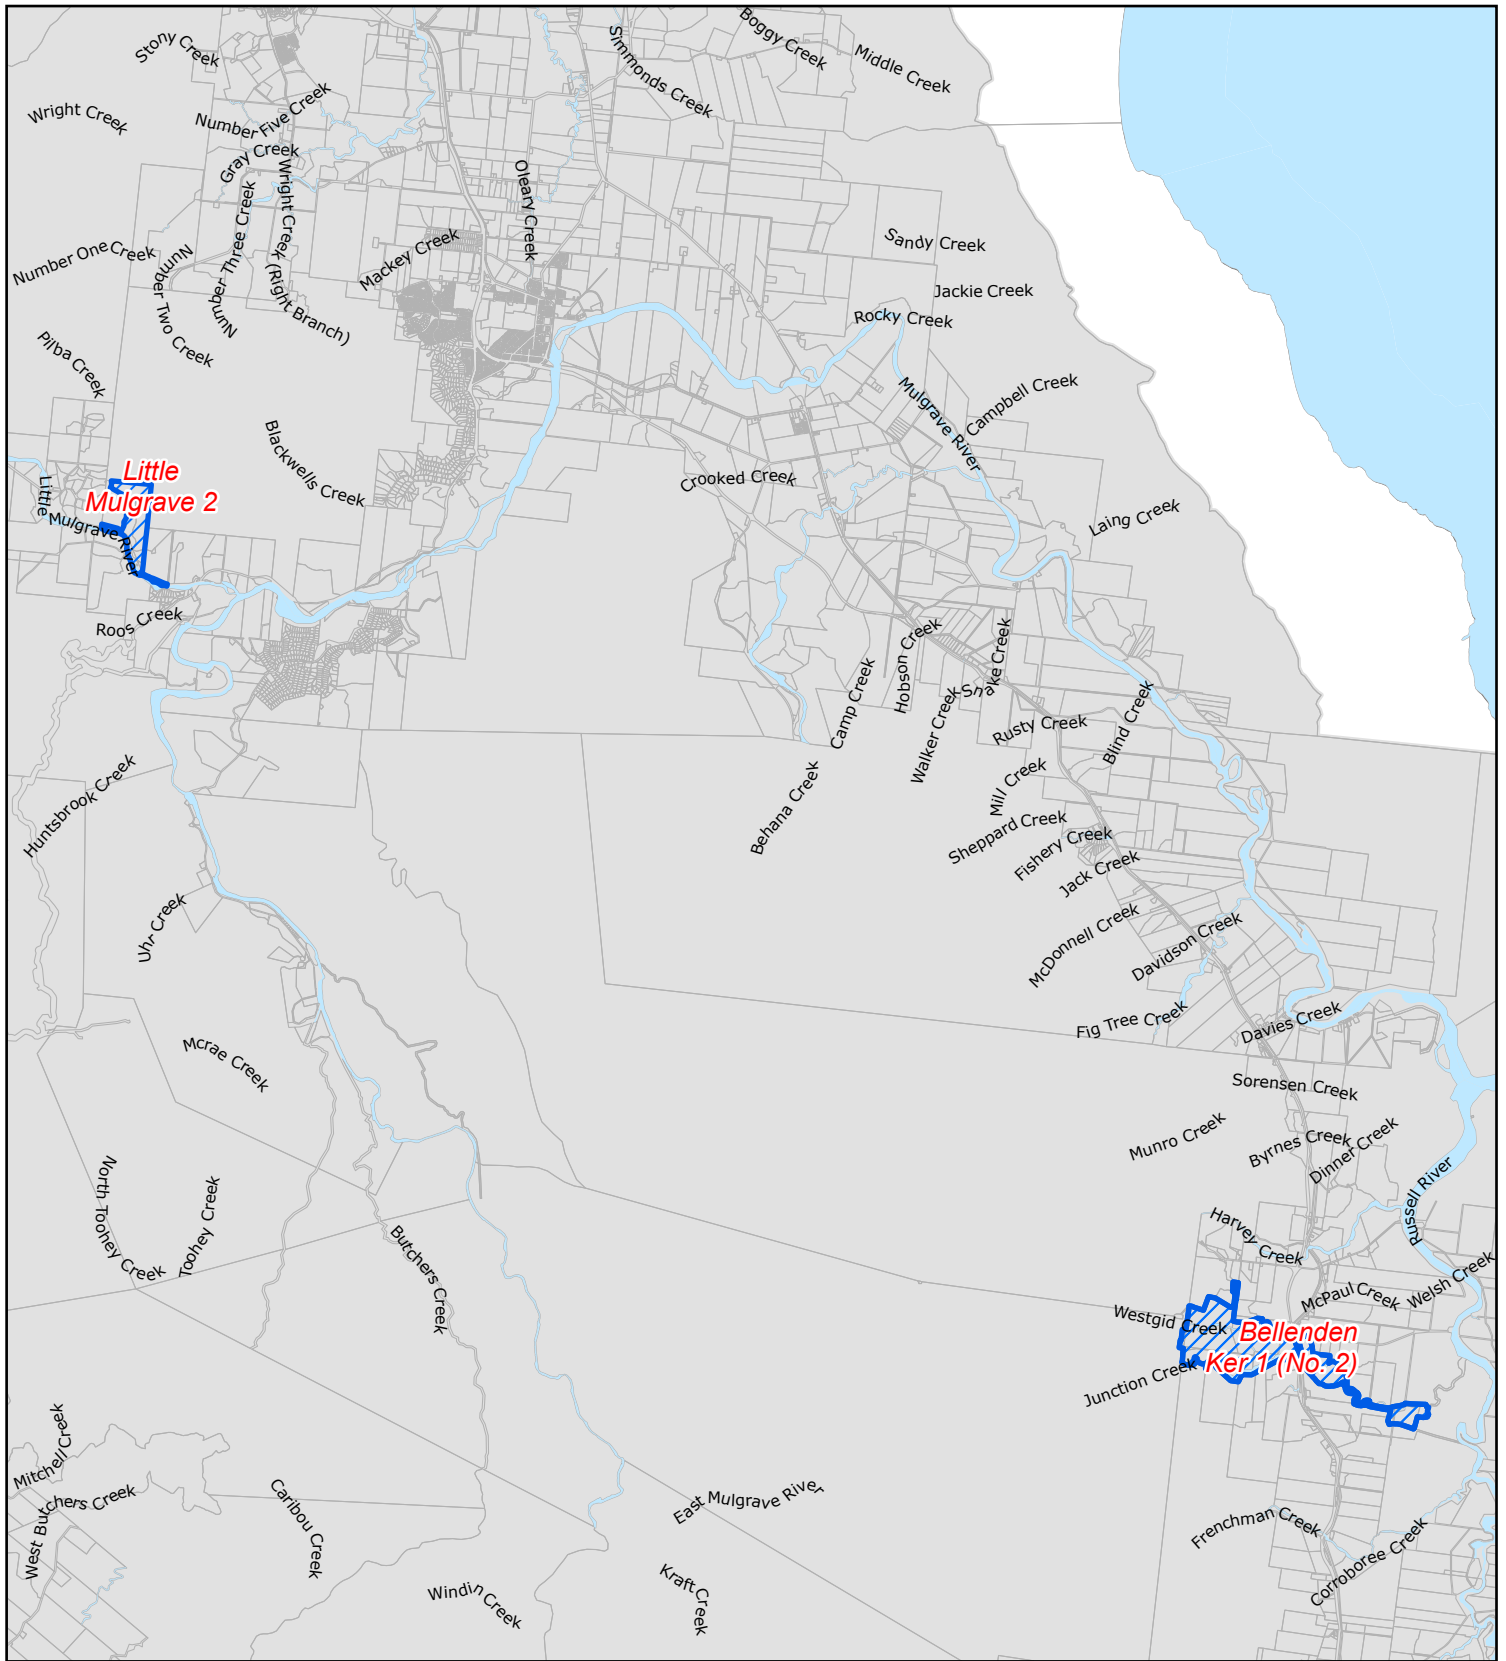 Stony Creek
Boggy Creek
Middle Creek
Simmonds Creek
Wright Creek
Number Five Creek
Gray Creek
Wright Creek (Right Branch)
Oleary Creek
Number Three Creek
Number One Creek
Number Two Creek
Mackey Creek
Sandy Creek
Jackie Creek
Rocky Creek
Pilba Creek
Mulgrave River
Campbell Creek
Blackwells Creek
Crooked Creek
Little
Mulgrave 2
Little Mulgrave River
Laing Creek
Roos Creek
Hobson Creek
Snake Creek
Camp Creek
Walker Creek
Rusty Creek
Blind Creek
Huntsbrook Creek
Behana Creek
Mill Creek
Sheppard Creek
Fishery Creek
Jack Creek
Uhr Creek
McDonnell Creek
Davidson Creek
Fig Tree Creek
Davies Creek
Mcrae Creek
Sorensen Creek
Munro Creek
Byrnes Creek
Dinner Creek
North Toohey Creek
Toohey Creek
Russell River
Butchers Creek
Harvey Creek
Welsh Creek
McPaul Creek
Westgid Creek
Bellenden
Ker 1 (No. 2)
Junction Creek
Mitchell Creek
West Butchers Creek
Caribou Creek
East Mulgrave River
Frenchman Creek
Corroboree Creek
Windin Creek
Kraft Creek